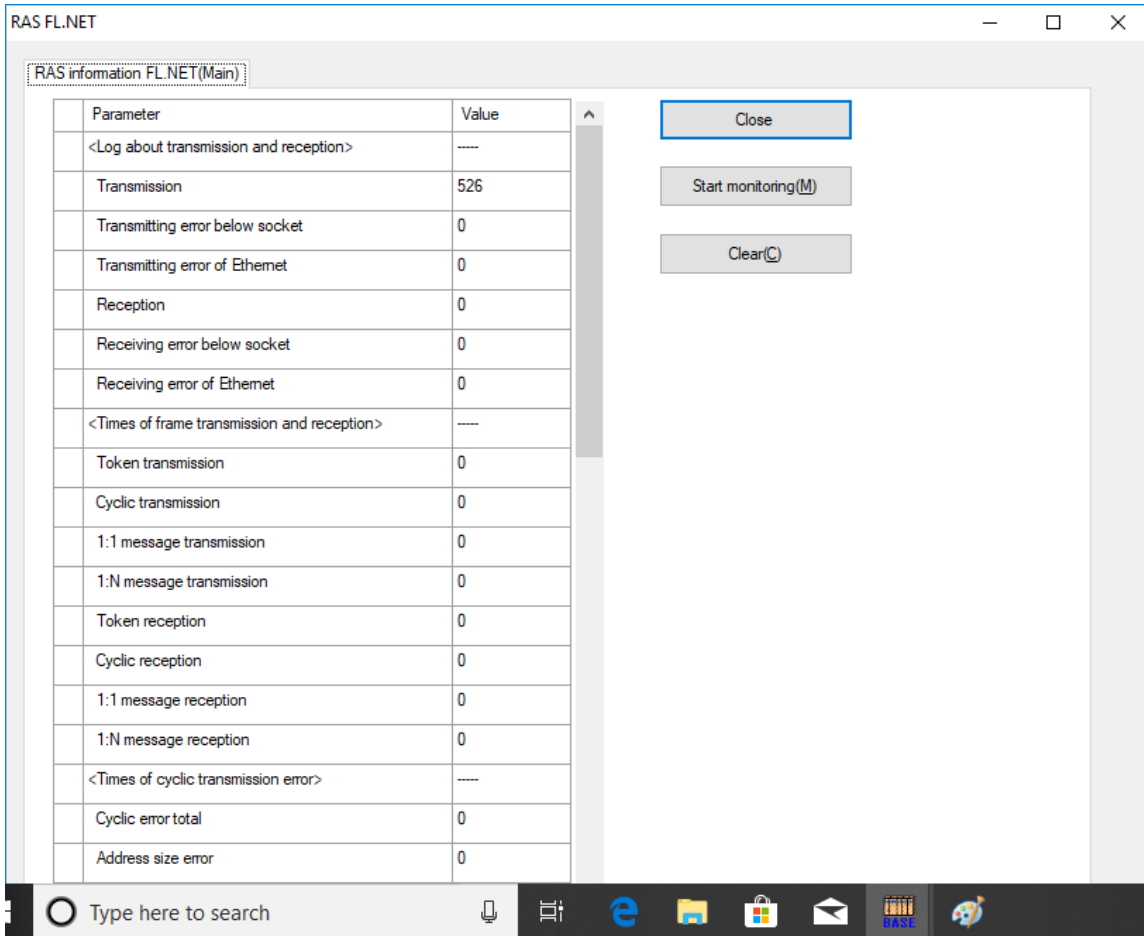 RAS FL.NET
RAS information FL.NET(Main)
Parameter Value
<Log about transmission and reception> -----
Transmission 526
Transmitting error below socket 0
Transmitting error of Ethernet 0
Reception 0
Receiving error below socket 0
Receiving error of Ethernet 0
<Times of frame transmission and reception> -----
Token transmission 0
Cyclic transmission 0
1:1 message transmission 0
1:N message transmission 0
Token reception 0
Cyclic reception 0
1:1 message reception 0
1:N message reception 0
<Times of cyclic transmission error> -----
Cyclic error total 0
Address size error 0
Close
Start monitoring(M)
Clear(C)
Type here to search
BASE